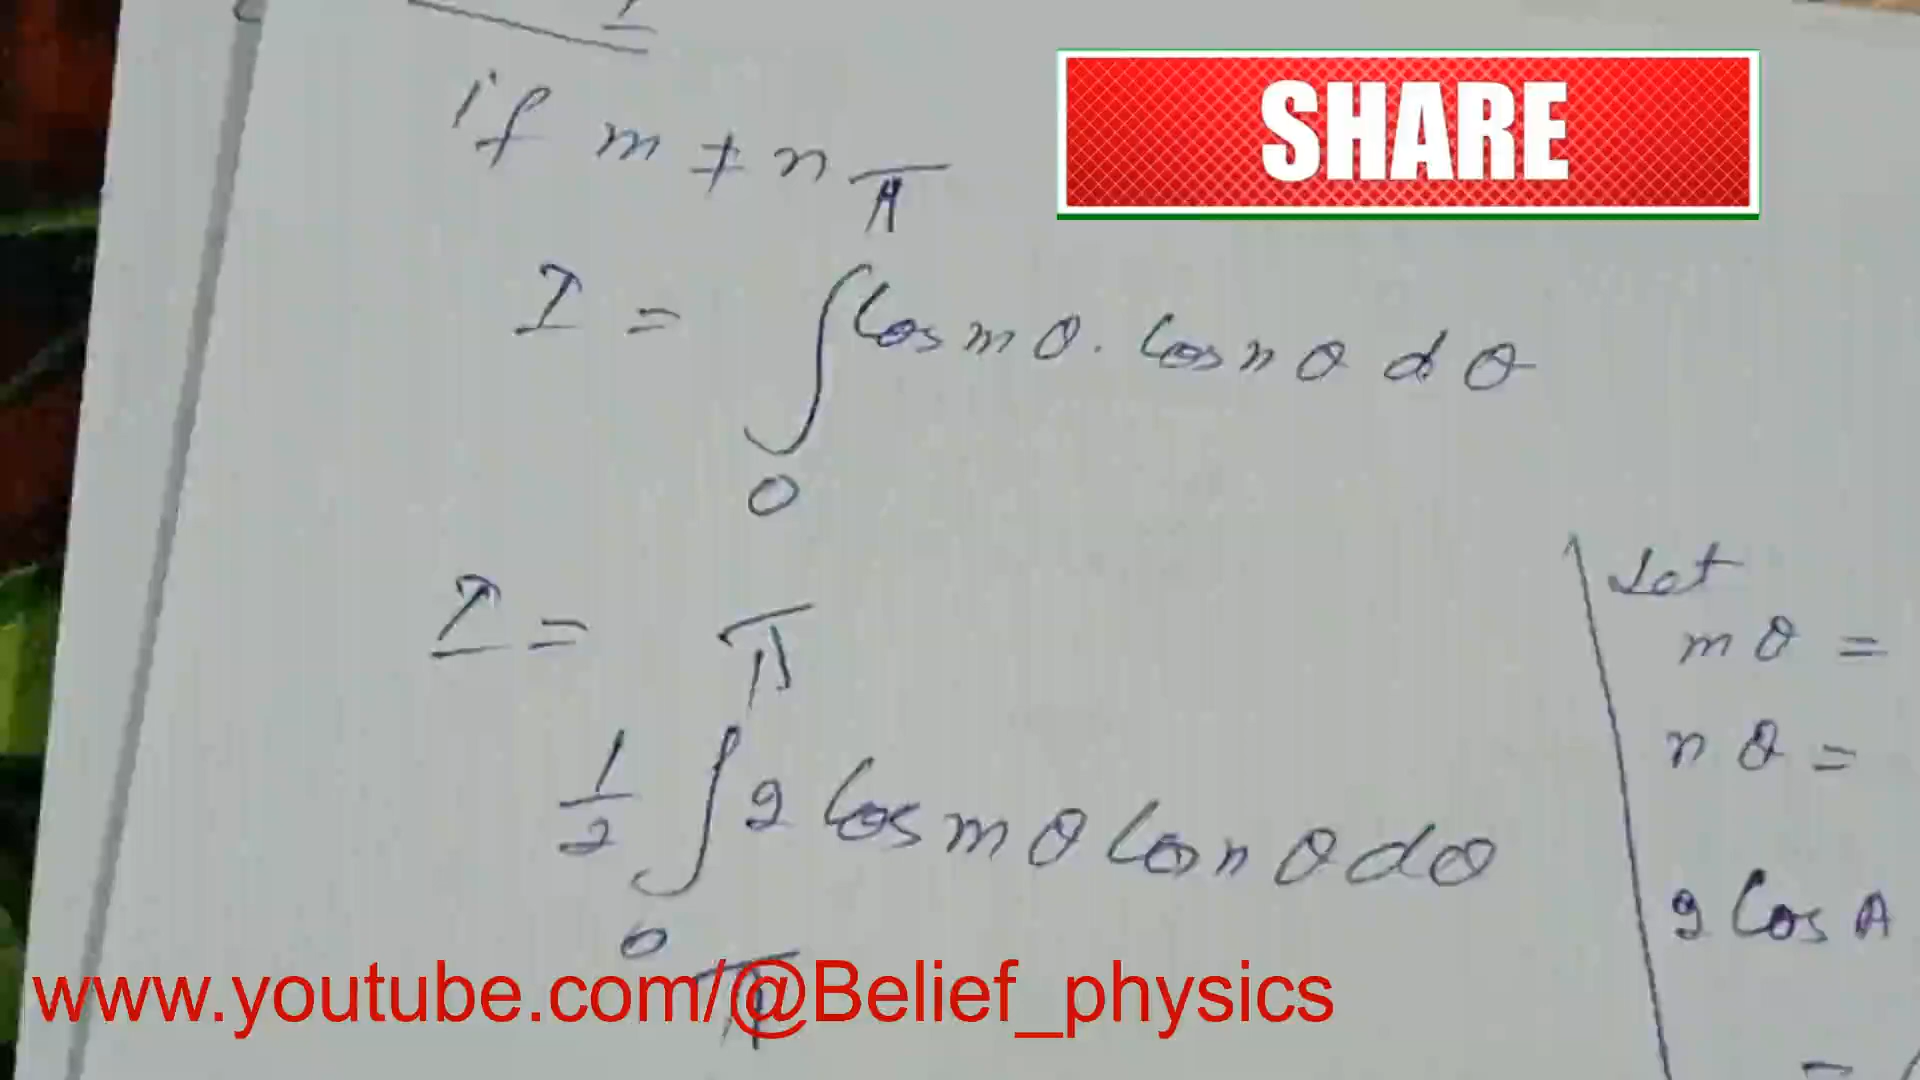 if m ≠ n
SHARE
I = ∫₀^π Cos mθ. Cos nθ dθ
I =
1/2 ∫₀^π 2 Cos mθ Cos nθ dθ
π
Let
mθ =
nθ =
2 Cos A
=
www.youtube.com/@Belief_physics